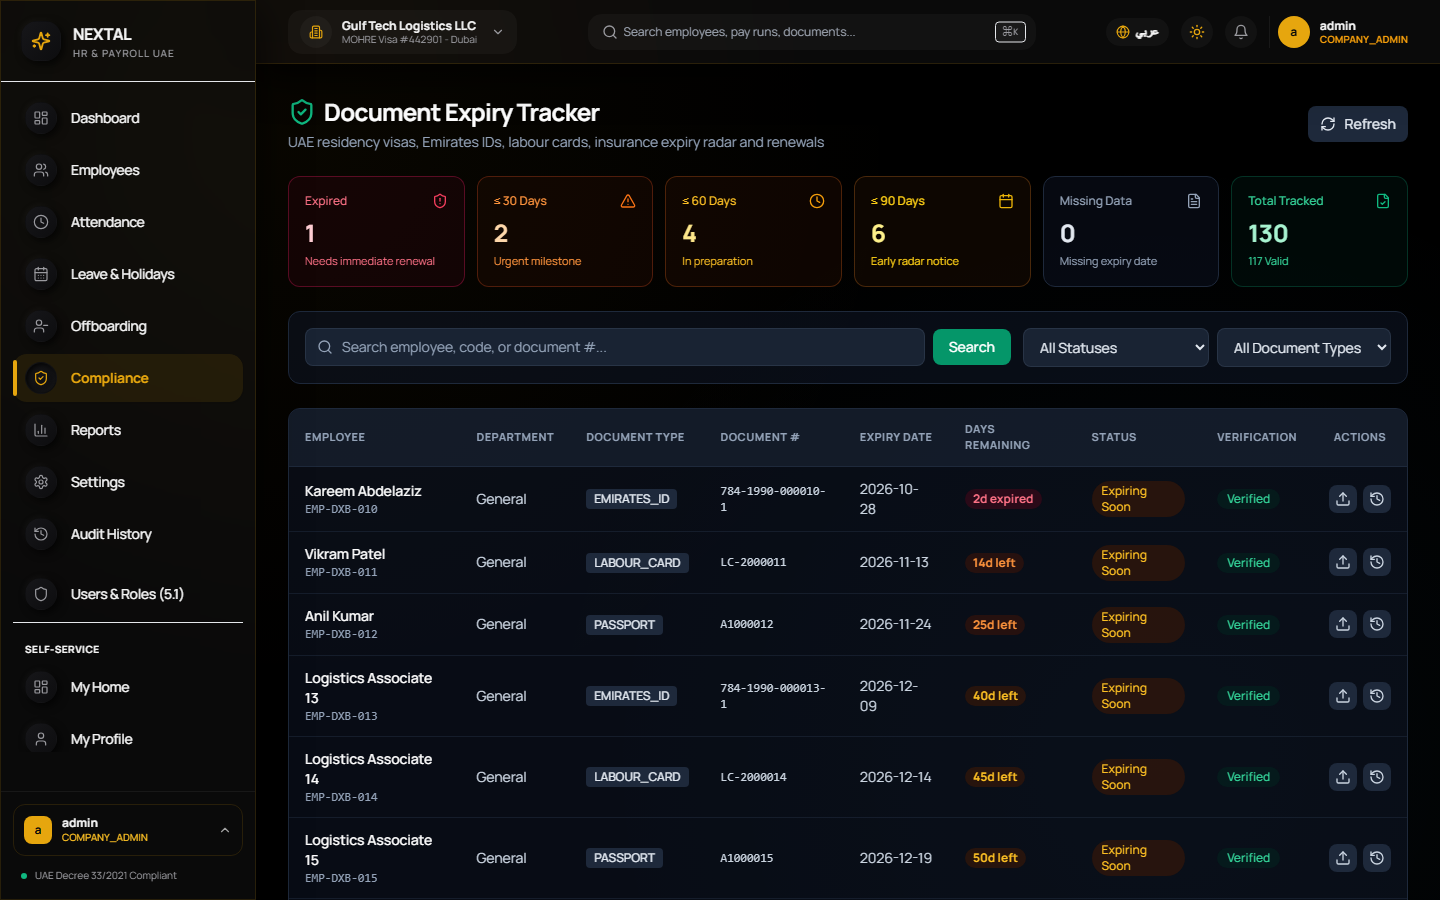 NEXTAL
HR & PAYROLL UAE
Dashboard
Employees
Attendance
Leave & Holidays
Offboarding
Compliance
Reports
Settings
Audit History
Users & Roles (5.1)
SELF-SERVICE
My Home
My Profile
a
admin
COMPANY_ADMIN
UAE Decree 33/2021 Compliant
Gulf Tech Logistics LLC
MOHRE Visa #442901 - Dubai
Search employees, pay runs, documents...
⌘K
عربي
a
admin
COMPANY_ADMIN
Document Expiry Tracker
UAE residency visas, Emirates IDs, labour cards, insurance expiry radar and renewals
Refresh
Expired
1
Needs immediate renewal
≤ 30 Days
2
Urgent milestone
≤ 60 Days
4
In preparation
≤ 90 Days
6
Early radar notice
Missing Data
0
Missing expiry date
Total Tracked
130
117 Valid
Search employee, code, or document #...
Search
All Statuses
All Document Types
EMPLOYEE DEPARTMENT DOCUMENT TYPE DOCUMENT # EXPIRY DATE DAYS REMAINING STATUS VERIFICATION ACTIONS
Kareem Abdelaziz
EMP-DXB-010
General
EMIRATES_ID
784-1990-000010-
1
2026-10-
28
2d expired
Expiring
Soon
Verified
Vikram Patel
EMP-DXB-011
General
LABOUR_CARD
LC-2000011
2026-11-13
14d left
Expiring
Soon
Verified
Anil Kumar
EMP-DXB-012
General
PASSPORT
A1000012
2026-11-24
25d left
Expiring
Soon
Verified
Logistics Associate
13
EMP-DXB-013
General
EMIRATES_ID
784-1990-000013-
1
2026-12-
09
40d left
Expiring
Soon
Verified
Logistics Associate
14
EMP-DXB-014
General
LABOUR_CARD
LC-2000014
2026-12-14
45d left
Expiring
Soon
Verified
Logistics Associate
15
EMP-DXB-015
General
PASSPORT
A1000015
2026-12-19
50d left
Expiring
Soon
Verified